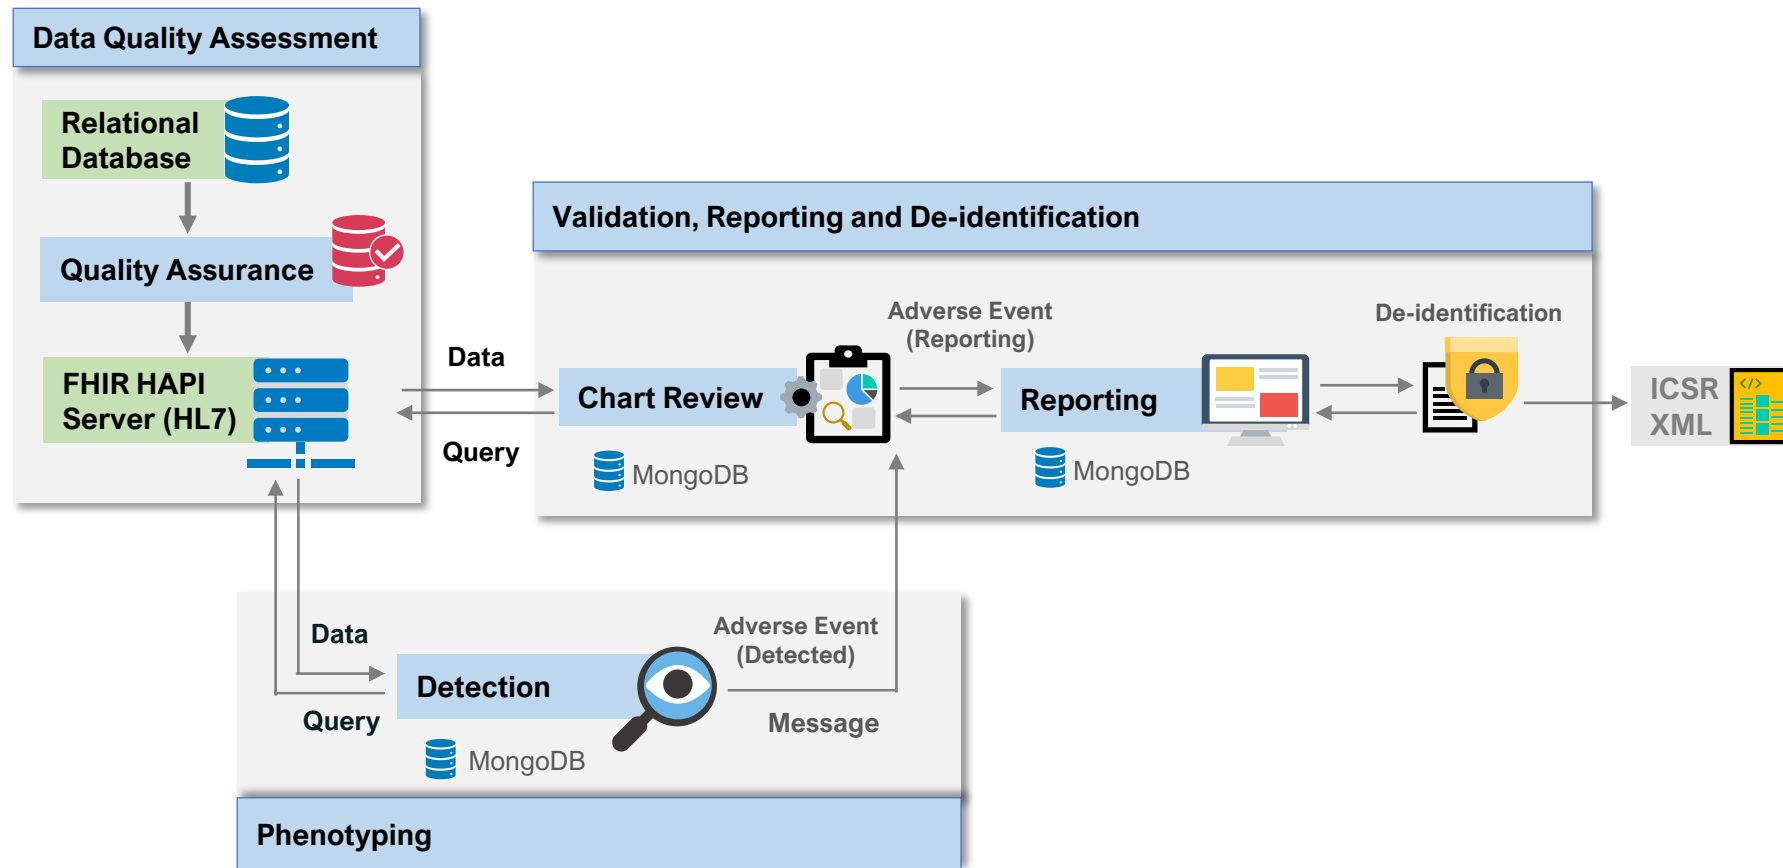 Data Quality Assessment
Relational
Database
Quality Assurance
FHIR HAPI
Server (HL7)
Data
Query
Validation, Reporting and De-identification
Chart Review
MongoDB
Adverse Event
(Reporting)
Reporting
MongoDB
De-identification
ICSR
XML
</>
Data
Query
Detection
MongoDB
Adverse Event
(Detected)
Message
Phenotyping